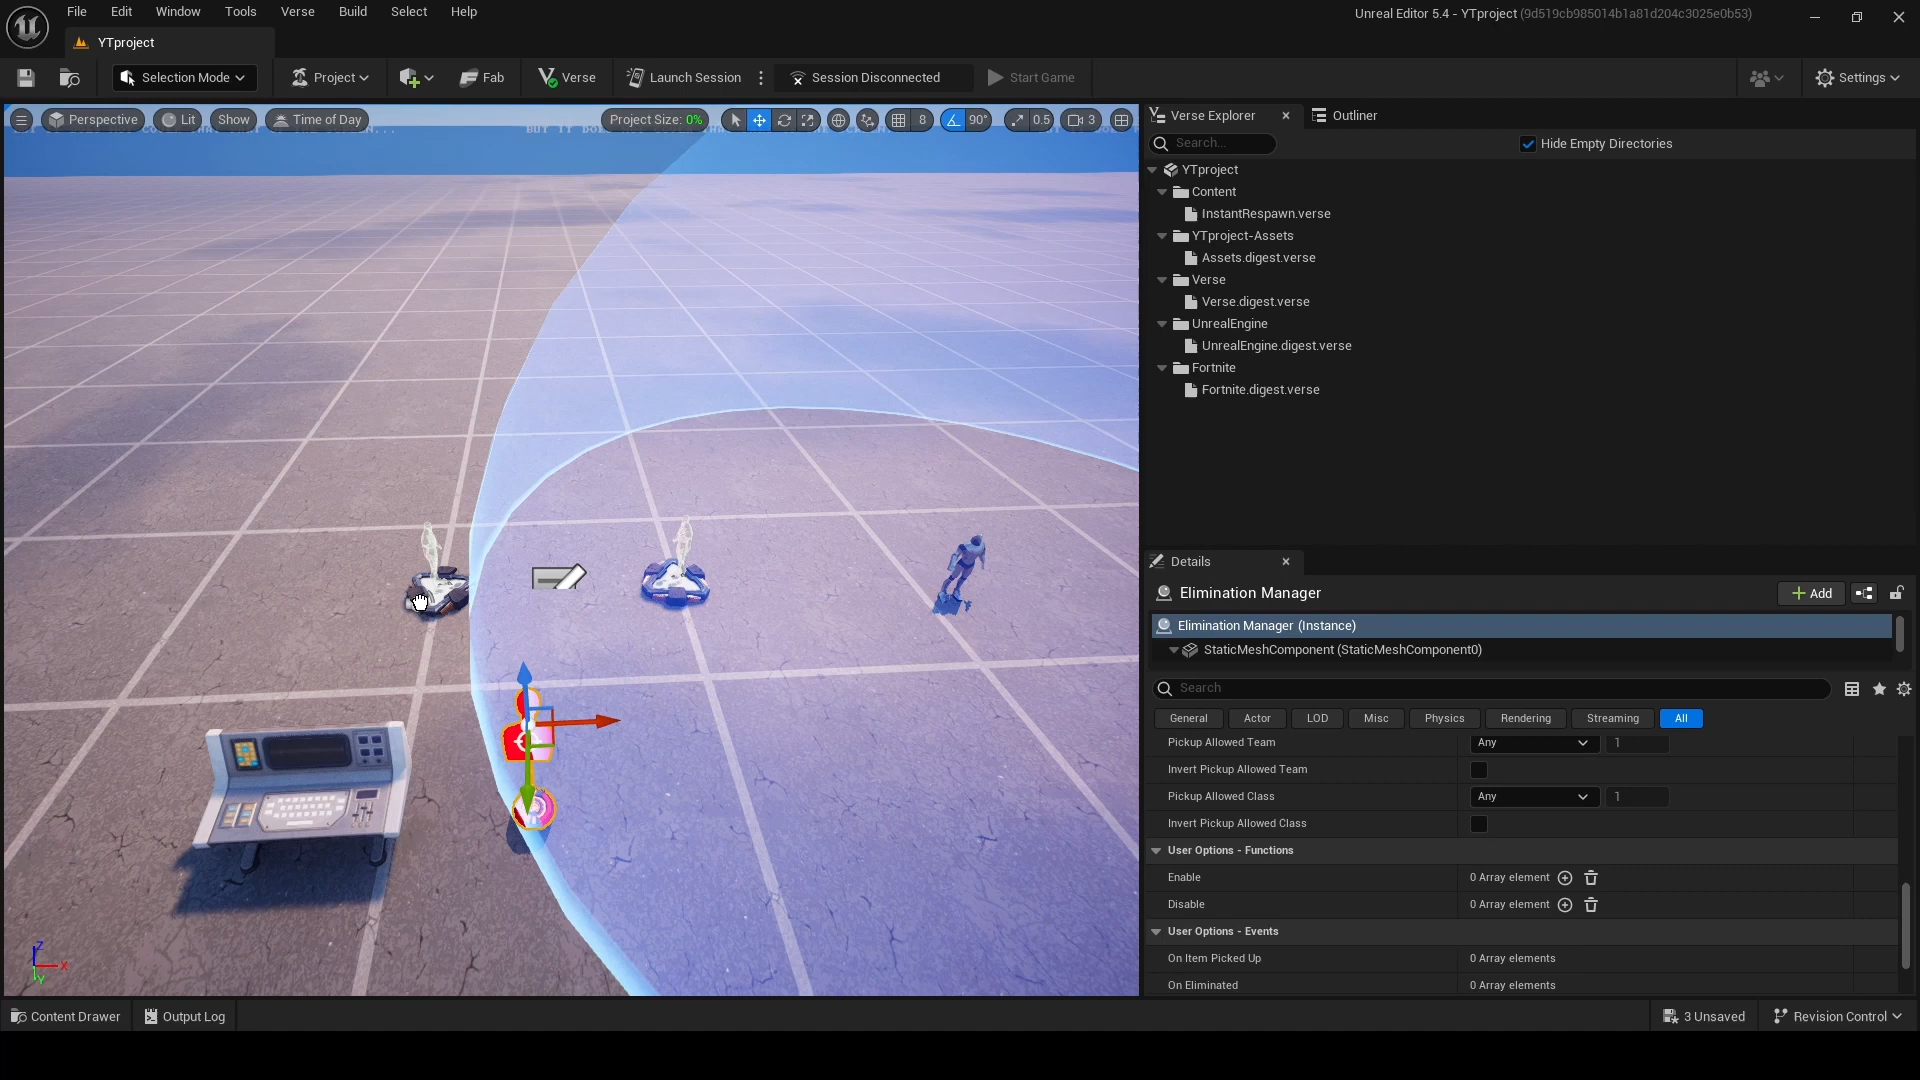 File Edit Window Tools Verse Build Select Help
Unreal Editor 5.4 - YTproject (9d519cb985014b1a81d204c3025e0b53)
YTproject
Selection Mode Project Fab Verse Launch Session Session Disconnected Start Game Settings
Perspective Lit Show Time of Day Project Size: 0% 8 90° 0.5 3
Verse Explorer Outliner
Search... Hide Empty Directories
YTproject
Content
InstantRespawn.verse
YTproject-Assets
Assets.digest.verse
Verse
Verse.digest.verse
UnrealEngine
UnrealEngine.digest.verse
Fortnite
Fortnite.digest.verse
Details
Elimination Manager Add
Elimination Manager (Instance)
StaticMeshComponent (StaticMeshComponent0)
Search
General Actor LOD Misc Physics Rendering Streaming All
Pickup Allowed Team Any 1
Invert Pickup Allowed Team
Pickup Allowed Class Any 1
Invert Pickup Allowed Class
User Options - Functions
Enable 0 Array element
Disable 0 Array element
User Options - Events
On Item Picked Up 0 Array elements
On Eliminated 0 Array elements
Z
X
Y
Content Drawer Output Log 3 Unsaved Revision Control